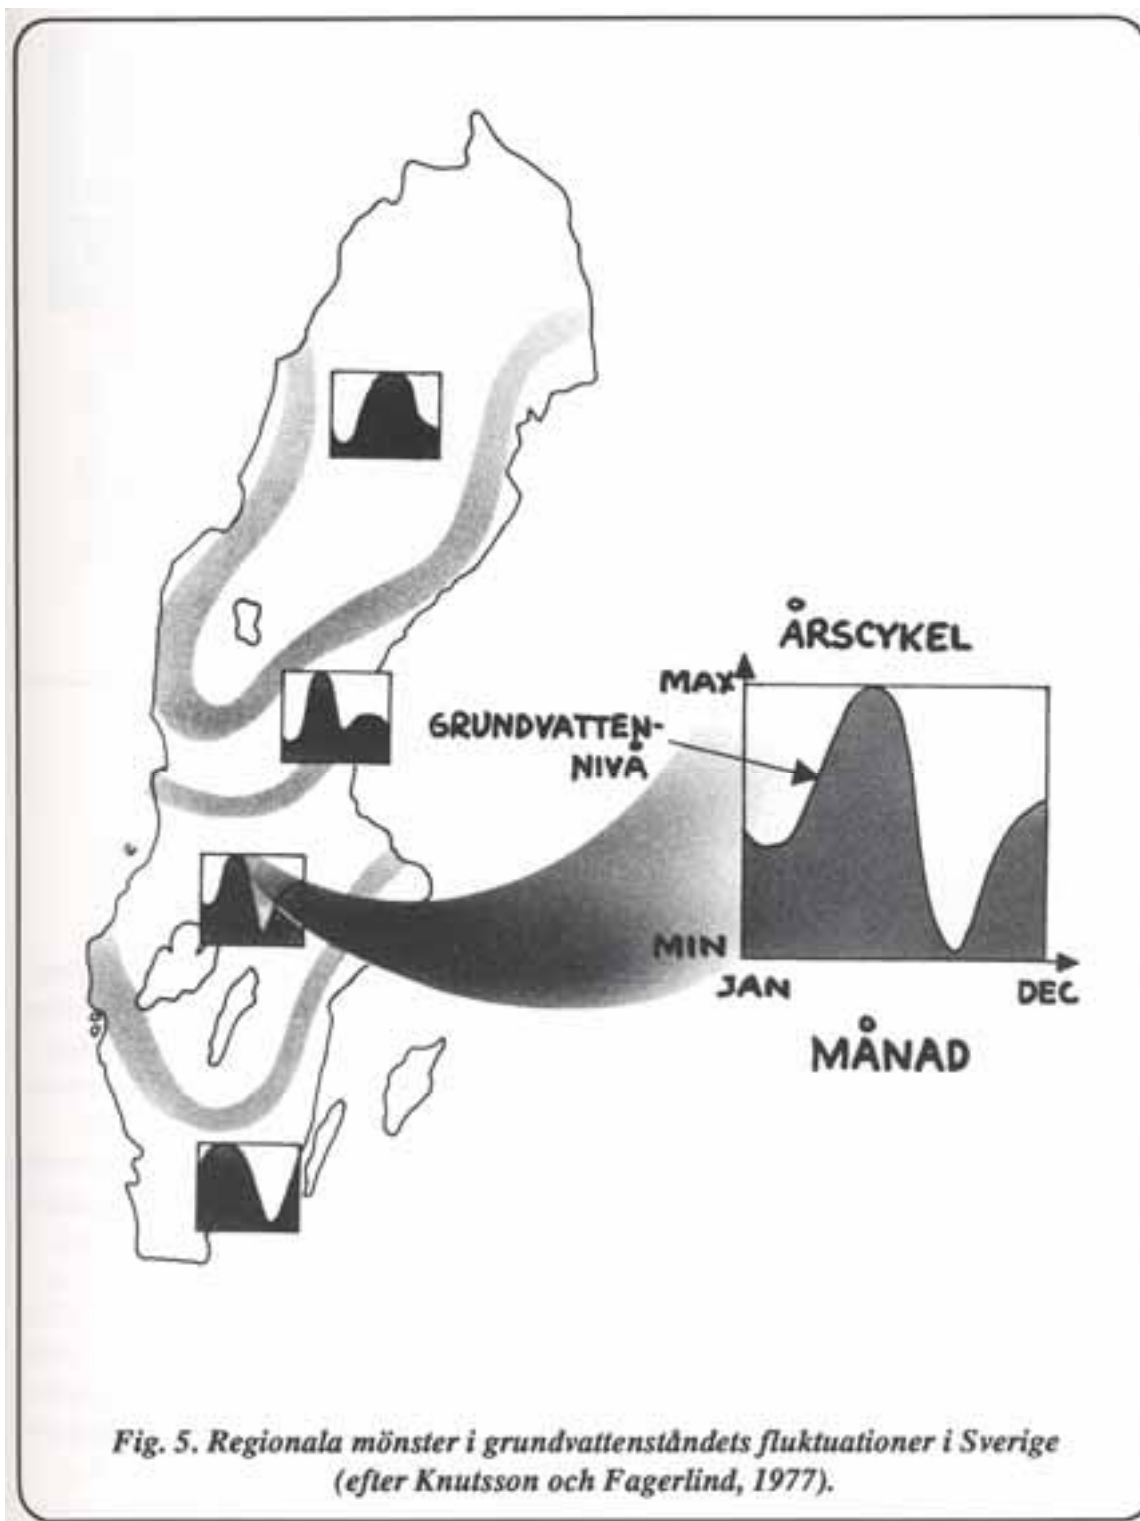 ÅRSCYKEL
MAX
GRUNDVATTEN-
NIVÅ
MIN
JAN
DEC
MÅNAD
Fig. 5. Regionala mönster i grundvattenståndets fluktuationer i Sverige
(efter Knutsson och Fagerlind, 1977).